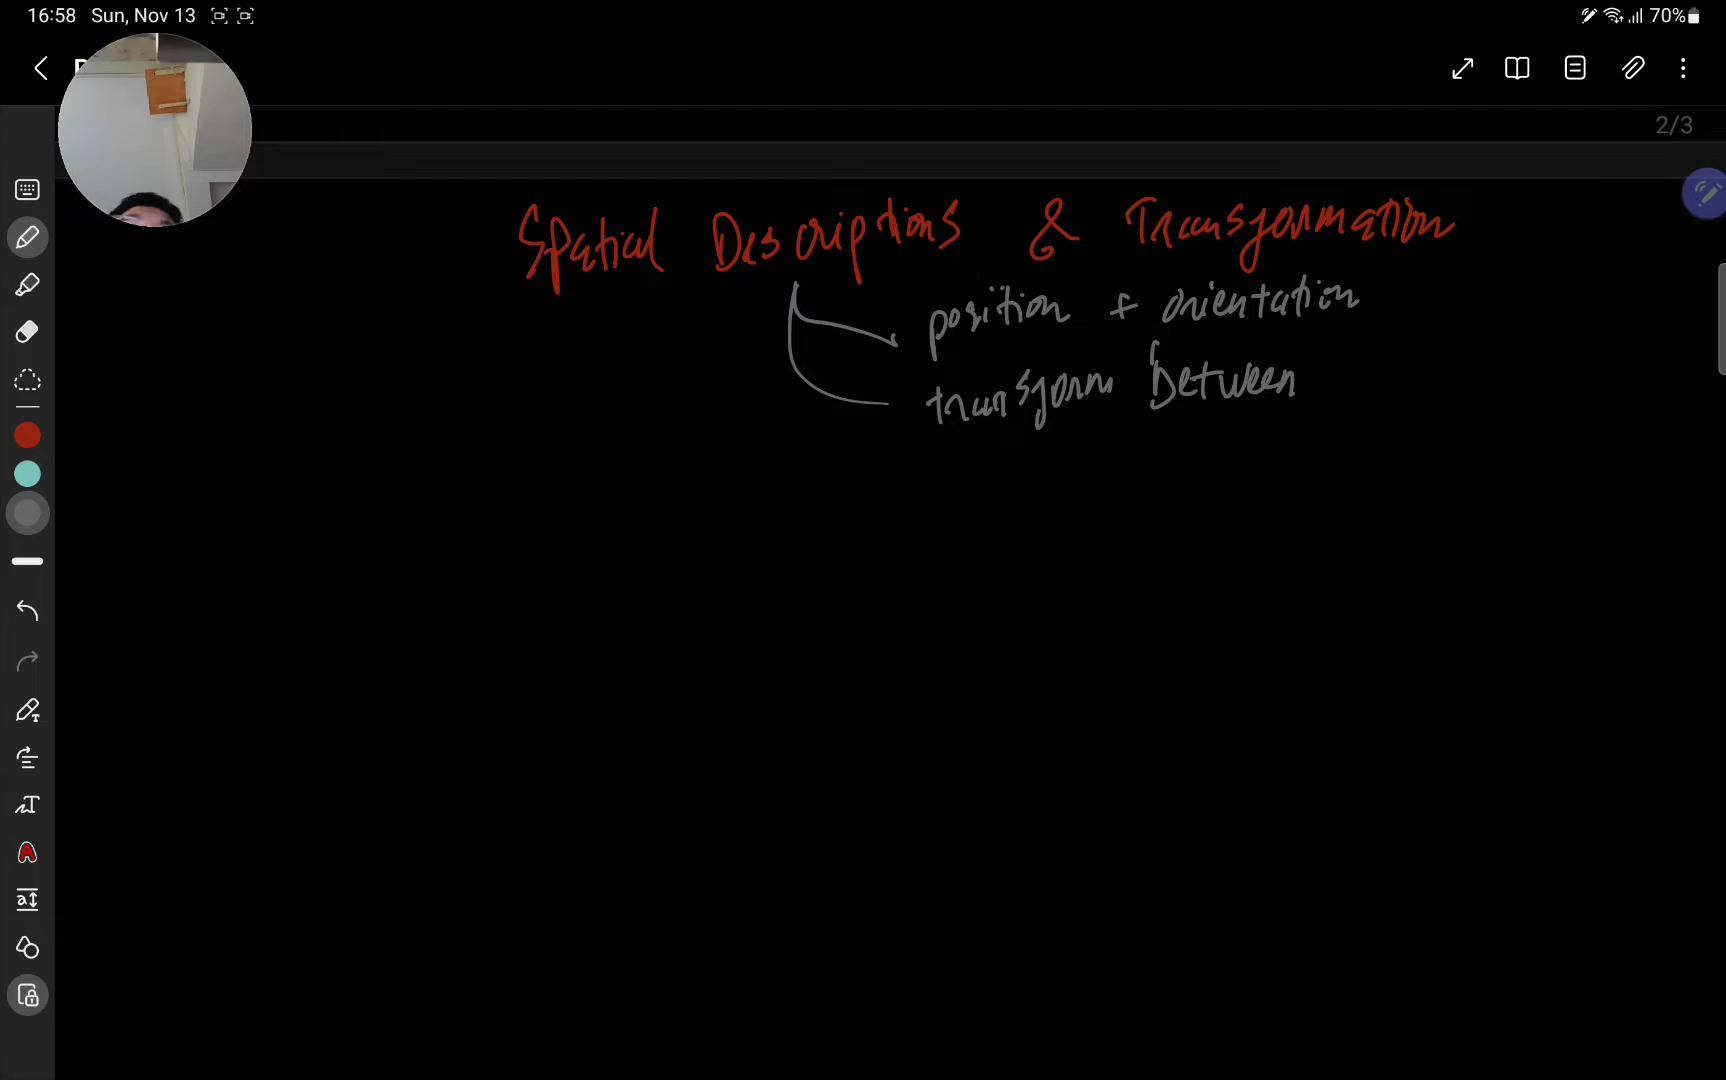 16:58 Sun, Nov 13 70%
2/3
Spatial Descriptions & Transformation
position + orientation
transform between